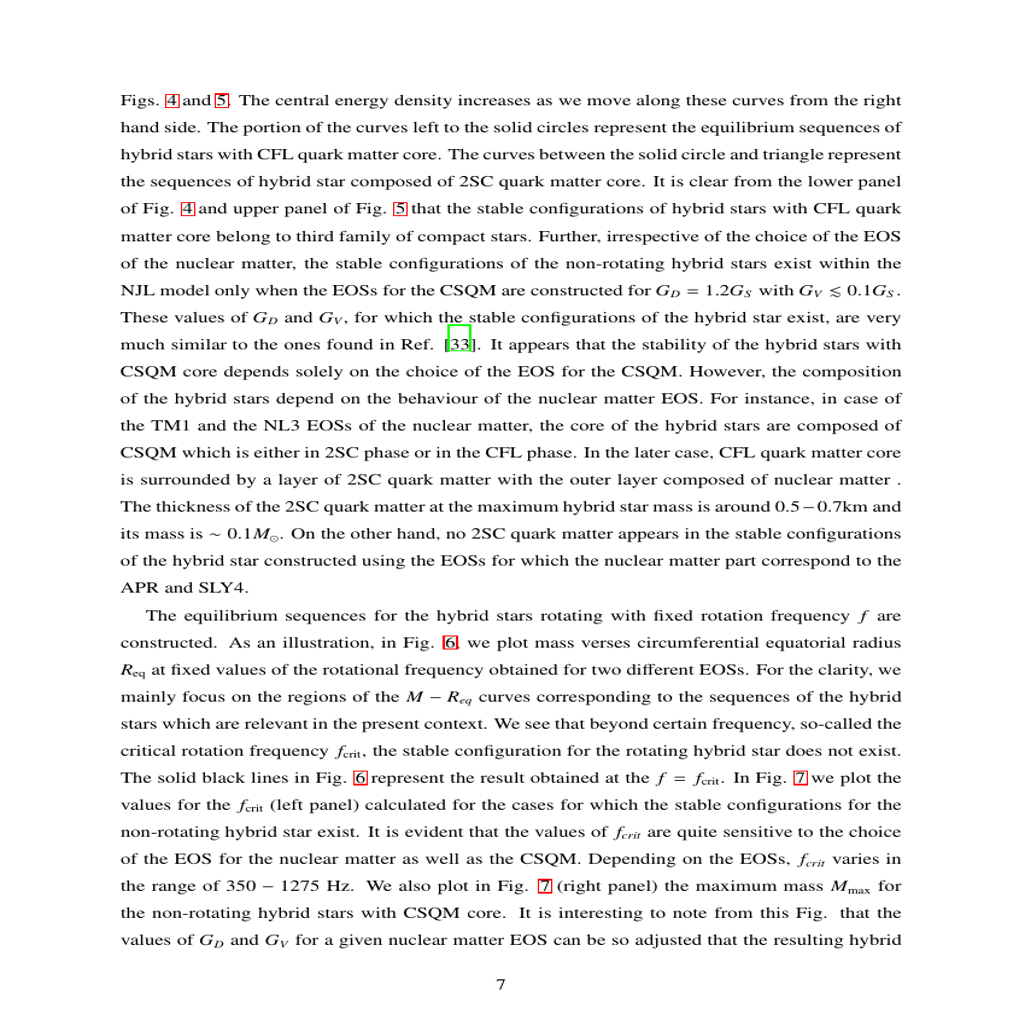 Figs. 4 and 5. The central energy density increases as we move along these curves from the right
hand side. The portion of the curves left to the solid circles represent the equilibrium sequences of
hybrid stars with CFL quark matter core. The curves between the solid circle and triangle represent
the sequences of hybrid star composed of 2SC quark matter core. It is clear from the lower panel
of Fig. 4 and upper panel of Fig. 5 that the stable configurations of hybrid stars with CFL quark
matter core belong to third family of compact stars. Further, irrespective of the choice of the EOS
of the nuclear matter, the stable configurations of the non-rotating hybrid stars exist within the
NJL model only when the EOSs for the CSQM are constructed for G_D = 1.2G_S with G_V ≲ 0.1G_S.
These values of G_D and G_V, for which the stable configurations of the hybrid star exist, are very
much similar to the ones found in Ref. [33]. It appears that the stability of the hybrid stars with
CSQM core depends solely on the choice of the EOS for the CSQM. However, the composition
of the hybrid stars depend on the behaviour of the nuclear matter EOS. For instance, in case of
the TM1 and the NL3 EOSs of the nuclear matter, the core of the hybrid stars are composed of
CSQM which is either in 2SC phase or in the CFL phase. In the later case, CFL quark matter core
is surrounded by a layer of 2SC quark matter with the outer layer composed of nuclear matter .
The thickness of the 2SC quark matter at the maximum hybrid star mass is around 0.5−0.7km and
its mass is ∼ 0.1M_⊙. On the other hand, no 2SC quark matter appears in the stable configurations
of the hybrid star constructed using the EOSs for which the nuclear matter part correspond to the
APR and SLY4.
The equilibrium sequences for the hybrid stars rotating with fixed rotation frequency f are
constructed. As an illustration, in Fig. 6, we plot mass verses circumferential equatorial radius
R_eq at fixed values of the rotational frequency obtained for two different EOSs. For the clarity, we
mainly focus on the regions of the M − R_eq curves corresponding to the sequences of the hybrid
stars which are relevant in the present context. We see that beyond certain frequency, so-called the
critical rotation frequency f_crit, the stable configuration for the rotating hybrid star does not exist.
The solid black lines in Fig. 6 represent the result obtained at the f = f_crit. In Fig. 7 we plot the
values for the f_crit (left panel) calculated for the cases for which the stable configurations for the
non-rotating hybrid star exist. It is evident that the values of f_crit are quite sensitive to the choice
of the EOS for the nuclear matter as well as the CSQM. Depending on the EOSs, f_crit varies in
the range of 350 − 1275 Hz. We also plot in Fig. 7 (right panel) the maximum mass M_max for
the non-rotating hybrid stars with CSQM core. It is interesting to note from this Fig. that the
values of G_D and G_V for a given nuclear matter EOS can be so adjusted that the resulting hybrid
7